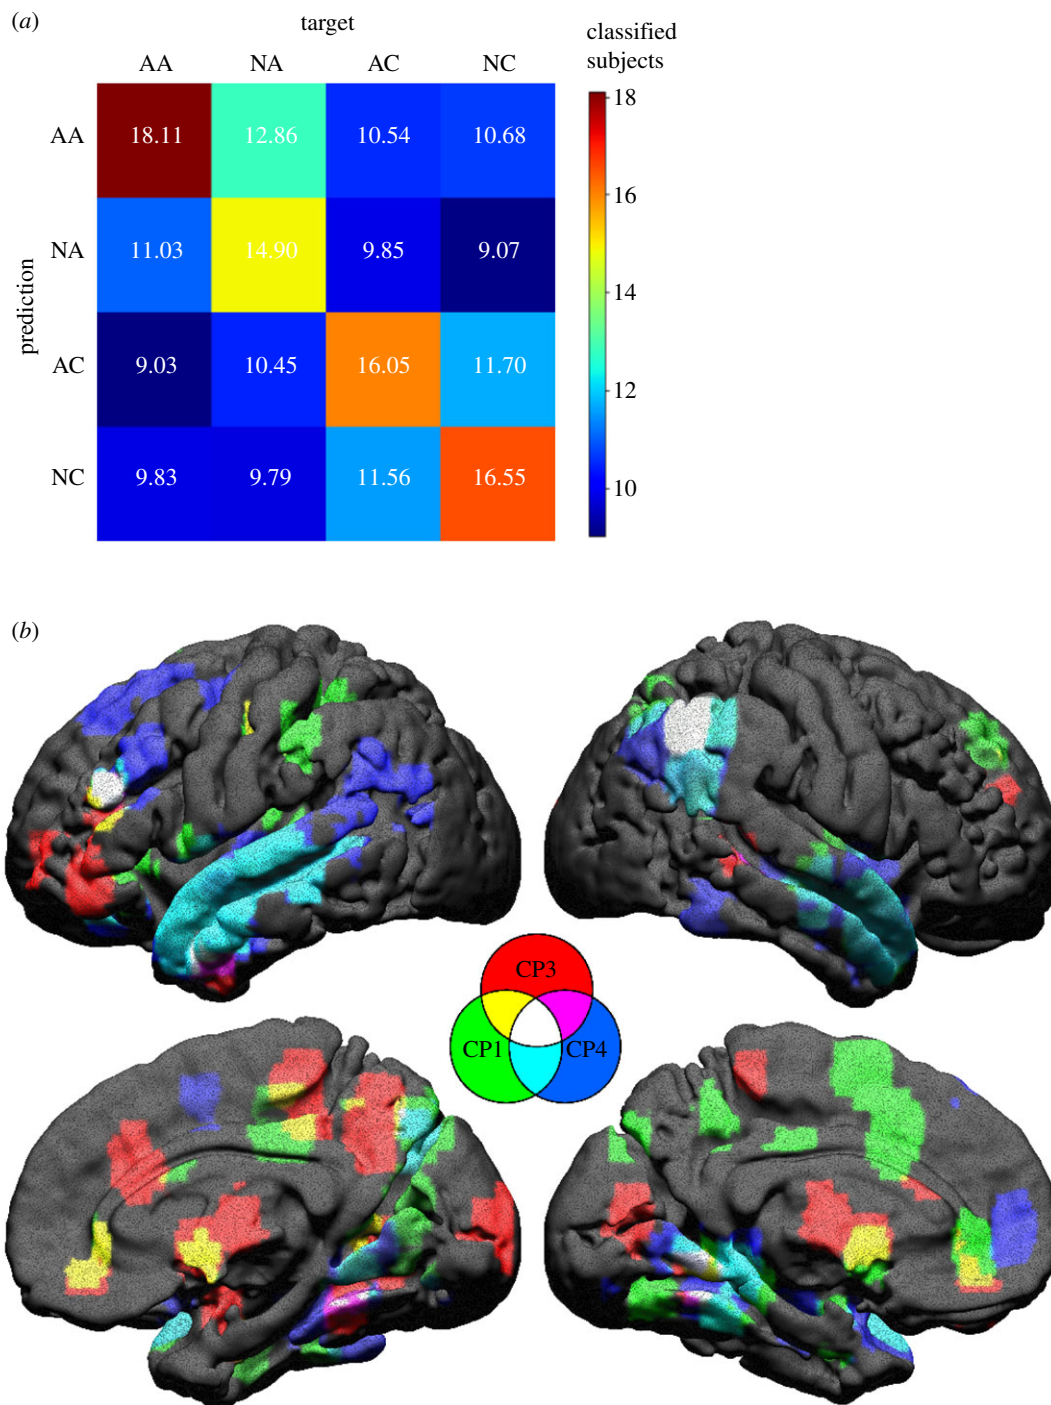 (a)
target
classified
subjects
AA NA AC NC
prediction
AA 18.11 12.86 10.54 10.68
NA 11.03 14.90 9.85 9.07
AC 9.03 10.45 16.05 11.70
NC 9.83 9.79 11.56 16.55
18
16
14
12
10
(b)
CP3
CP1 CP4